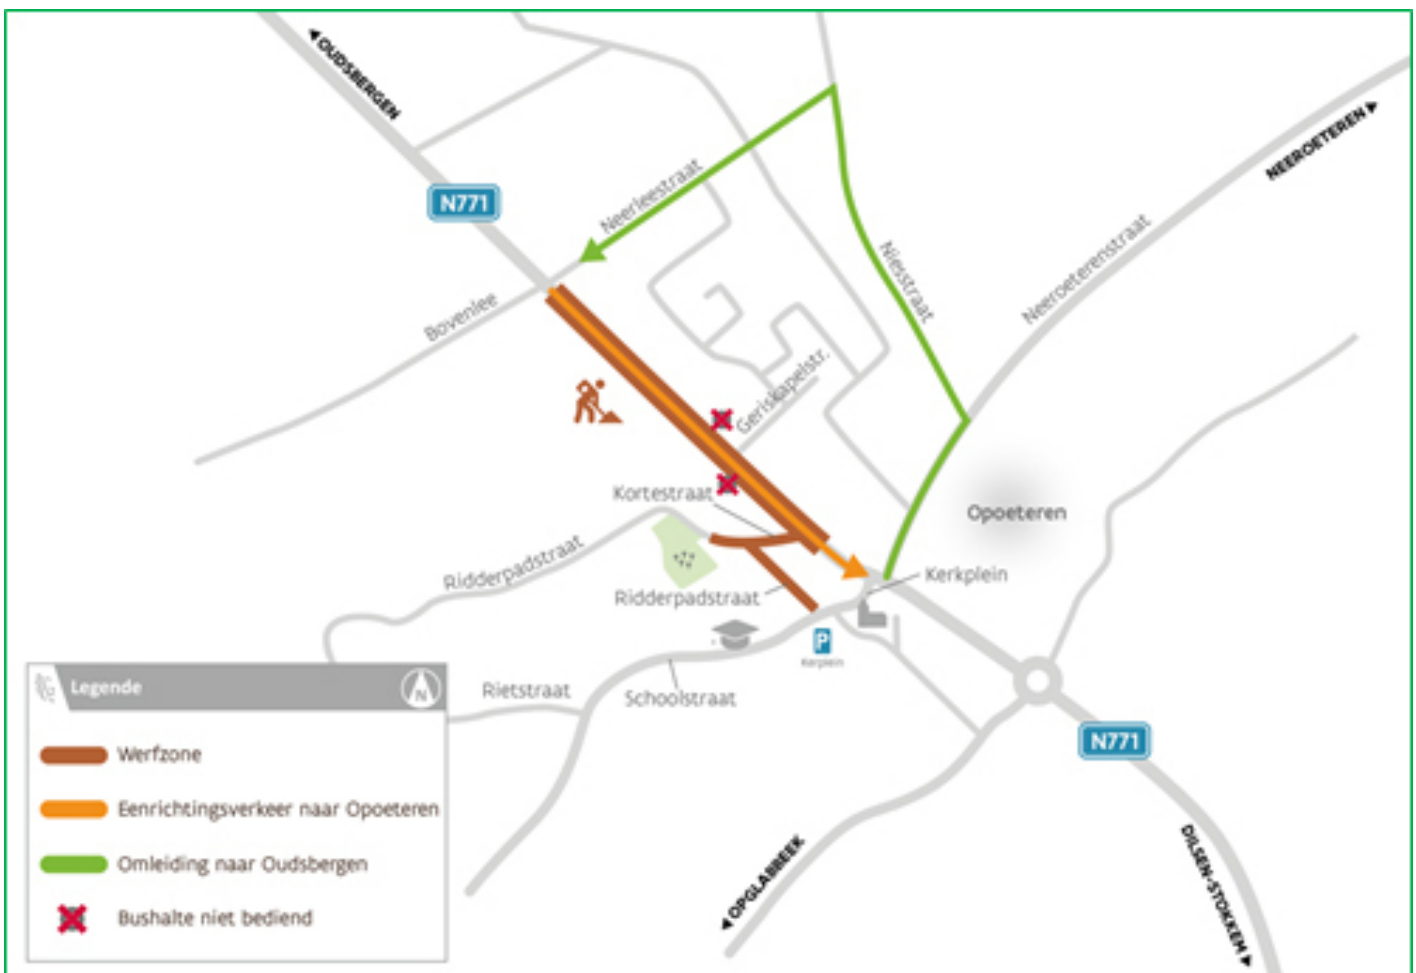 ◄ OUDSBERGEN
NEEROETEREN ►
N771
Neerleestraat
Niesstraat
Neeroeterenstraat
Bovenlee
Geriskapelstr.
Kortestraat
Opoeteren
Ridderpadstraat
Kerkplein
Ridderpadstraat
P
Kerplein
Rietstraat
Schoolstraat
N771
◄ OPGLABBEEK
DILSEN-STOKKEM ►
Legende
N
Werfzone
Eenrichtingsverkeer naar Opoeteren
Omleiding naar Oudsbergen
Bushalte niet bediend